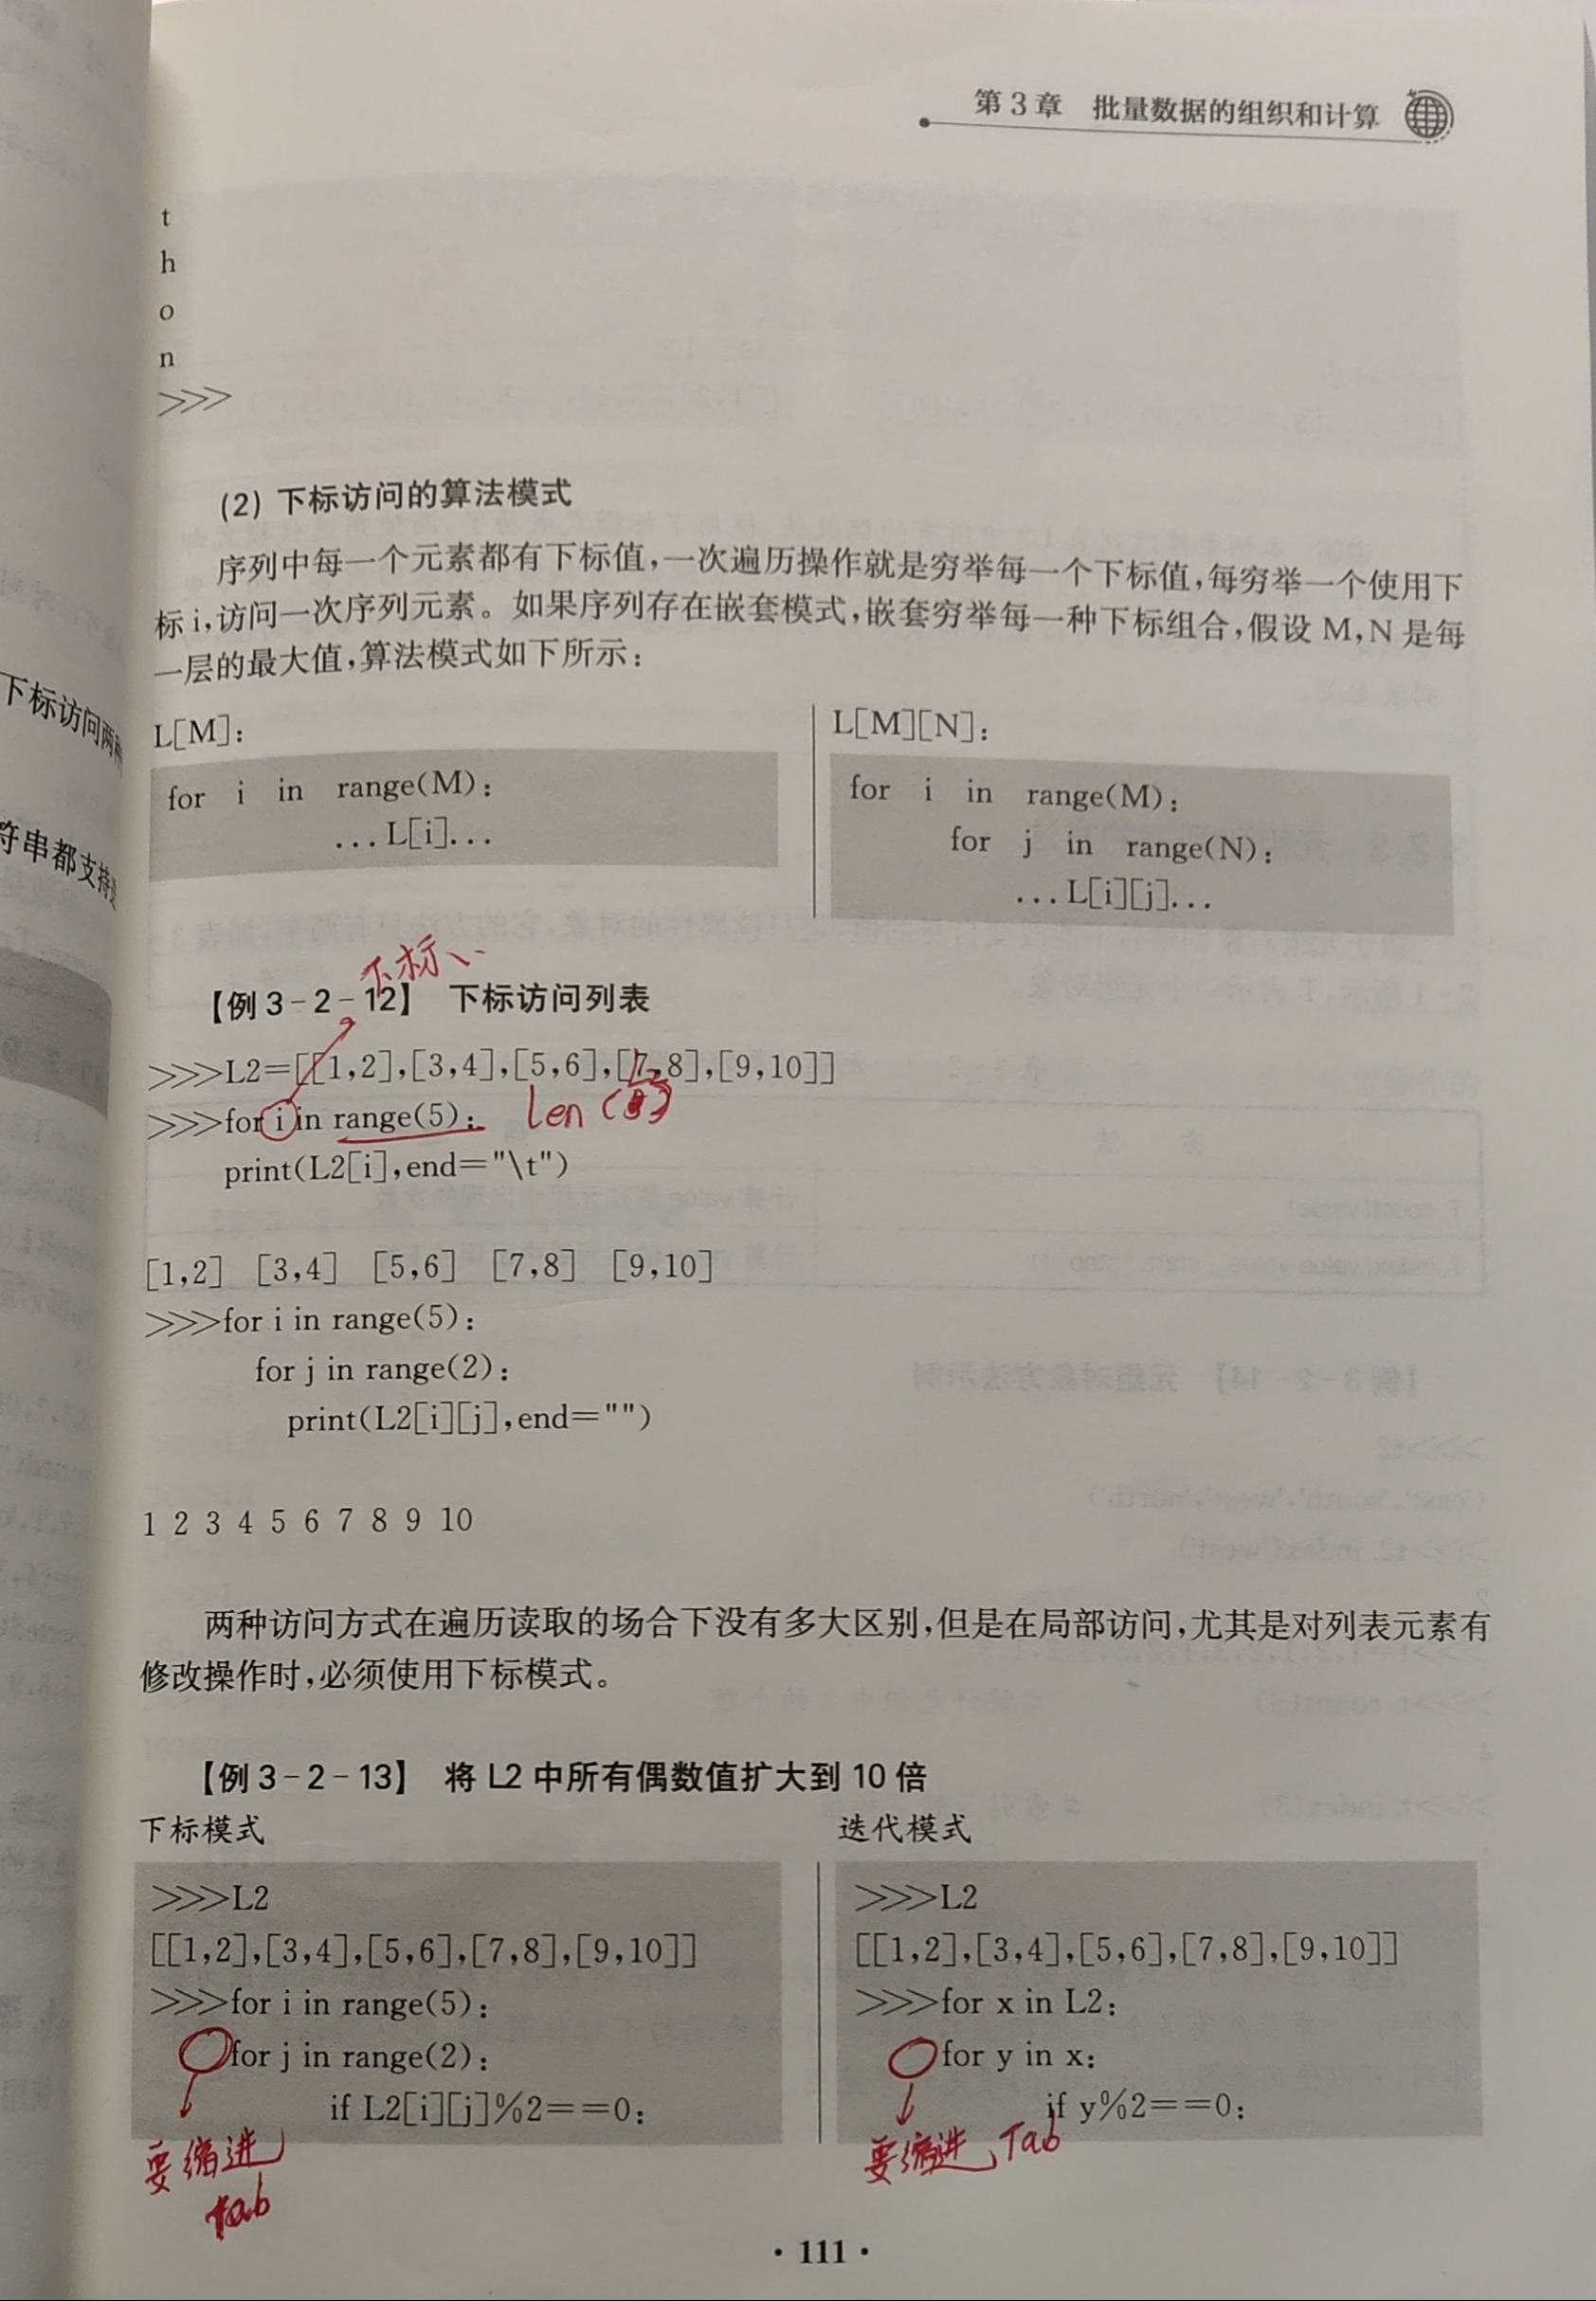 第3章 批量数据的组织和计算
t
h
o
n
>>>
(2) 下标访问的算法模式
序列中每一个元素都有下标值,一次遍历操作就是穷举每一个下标值,每穷举一个使用下
标i,访问一次序列元素。如果序列存在嵌套模式,嵌套穷举每一种下标组合,假设M,N是每
一层的最大值,算法模式如下所示:
下标访问两
符串都支持
L[M]:
for i in range(M):
...L[i]...
L[M][N]:
for i in range(M):
for j in range(N):
...L[i][j]...
下标
【例3-2-12】 下标访问列表
>>>L2=[[1,2],[3,4],[5,6],[7,8],[9,10]]
>>>for i in range(5): len(
print(L2[i],end="\t")
[1,2] [3,4] [5,6] [7,8] [9,10]
>>>for i in range(5):
for j in range(2):
print(L2[i][j],end="")
1 2 3 4 5 6 7 8 9 10
两种访问方式在遍历读取的场合下没有多大区别,但是在局部访问,尤其是对列表元素有
修改操作时,必须使用下标模式。
【例3-2-13】 将L2中所有偶数值扩大到10倍
下标模式
>>>L2
[[1,2],[3,4],[5,6],[7,8],[9,10]]
>>>for i in range(5):
for j in range(2):
if L2[i][j]%2==0:
要缩进
tab
迭代模式
>>>L2
[[1,2],[3,4],[5,6],[7,8],[9,10]]
>>>for x in L2:
for y in x:
if y%2==0:
要缩进, Tab
· 111 ·